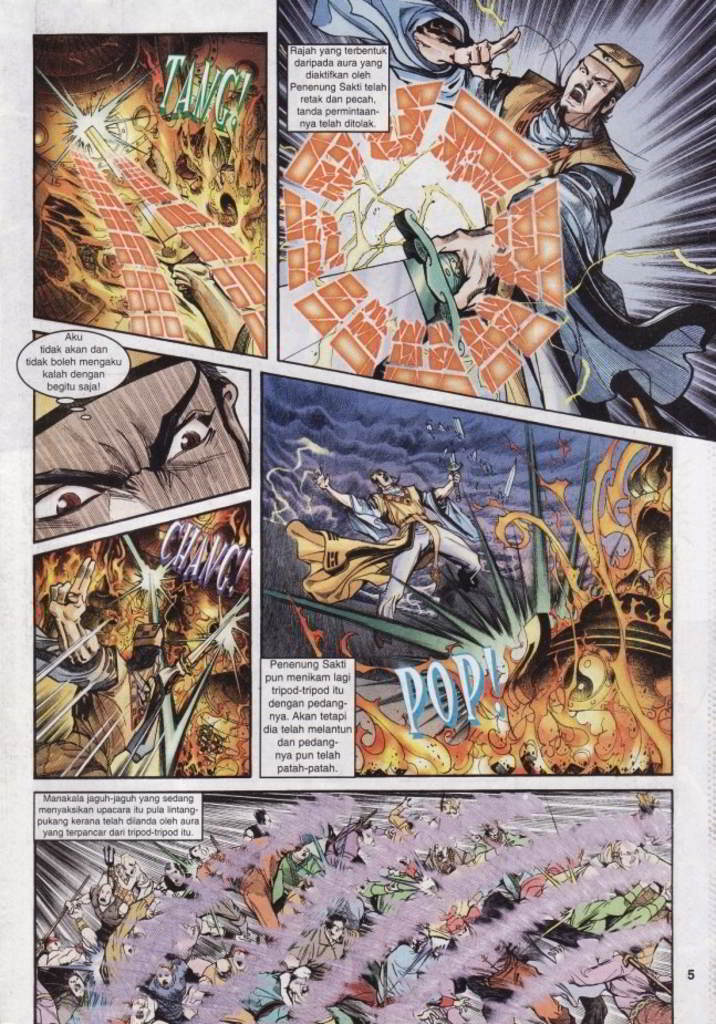 TANG!
Rajah yang terbentuk
daripada aura yang
diaktifkan oleh
Penenung Sakti telah
retak dan pecah,
tanda permintaan-
nya telah ditolak.
Aku
tidak akan dan
tidak boleh mengaku
kalah dengan
begitu saja!
CHANG!
Penenung Sakti
pun menikam lagi
tripod-tripod itu
dengan pedang-
nya. Akan tetapi
dia telah melantun
dan pedang-
nya pun telah
patah-patah.
POP!
Manakala jaguh-jaguh yang sedang
menyaksikan upacara itu pula lintang-
pukang kerana telah dilanda oleh aura
yang terpancar dari tripod-tripod itu.
5